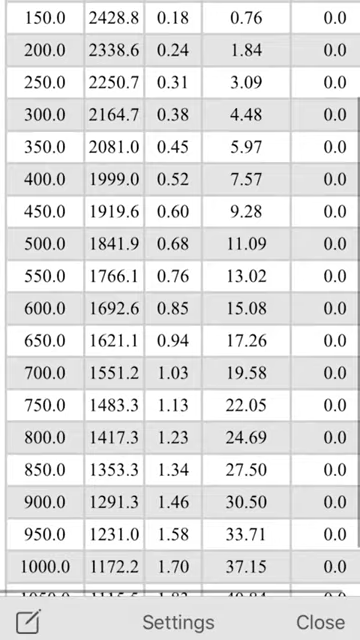 150.0 2428.8 0.18 0.76 0.0
200.0 2338.6 0.24 1.84 0.0
250.0 2250.7 0.31 3.09 0.0
300.0 2164.7 0.38 4.48 0.0
350.0 2081.0 0.45 5.97 0.0
400.0 1999.0 0.52 7.57 0.0
450.0 1919.6 0.60 9.28 0.0
500.0 1841.9 0.68 11.09 0.0
550.0 1766.1 0.76 13.02 0.0
600.0 1692.6 0.85 15.08 0.0
650.0 1621.1 0.94 17.26 0.0
700.0 1551.2 1.03 19.58 0.0
750.0 1483.3 1.13 22.05 0.0
800.0 1417.3 1.23 24.69 0.0
850.0 1353.3 1.34 27.50 0.0
900.0 1291.3 1.46 30.50 0.0
950.0 1231.0 1.58 33.71 0.0
1000.0 1172.2 1.70 37.15 0.0
Settings Close